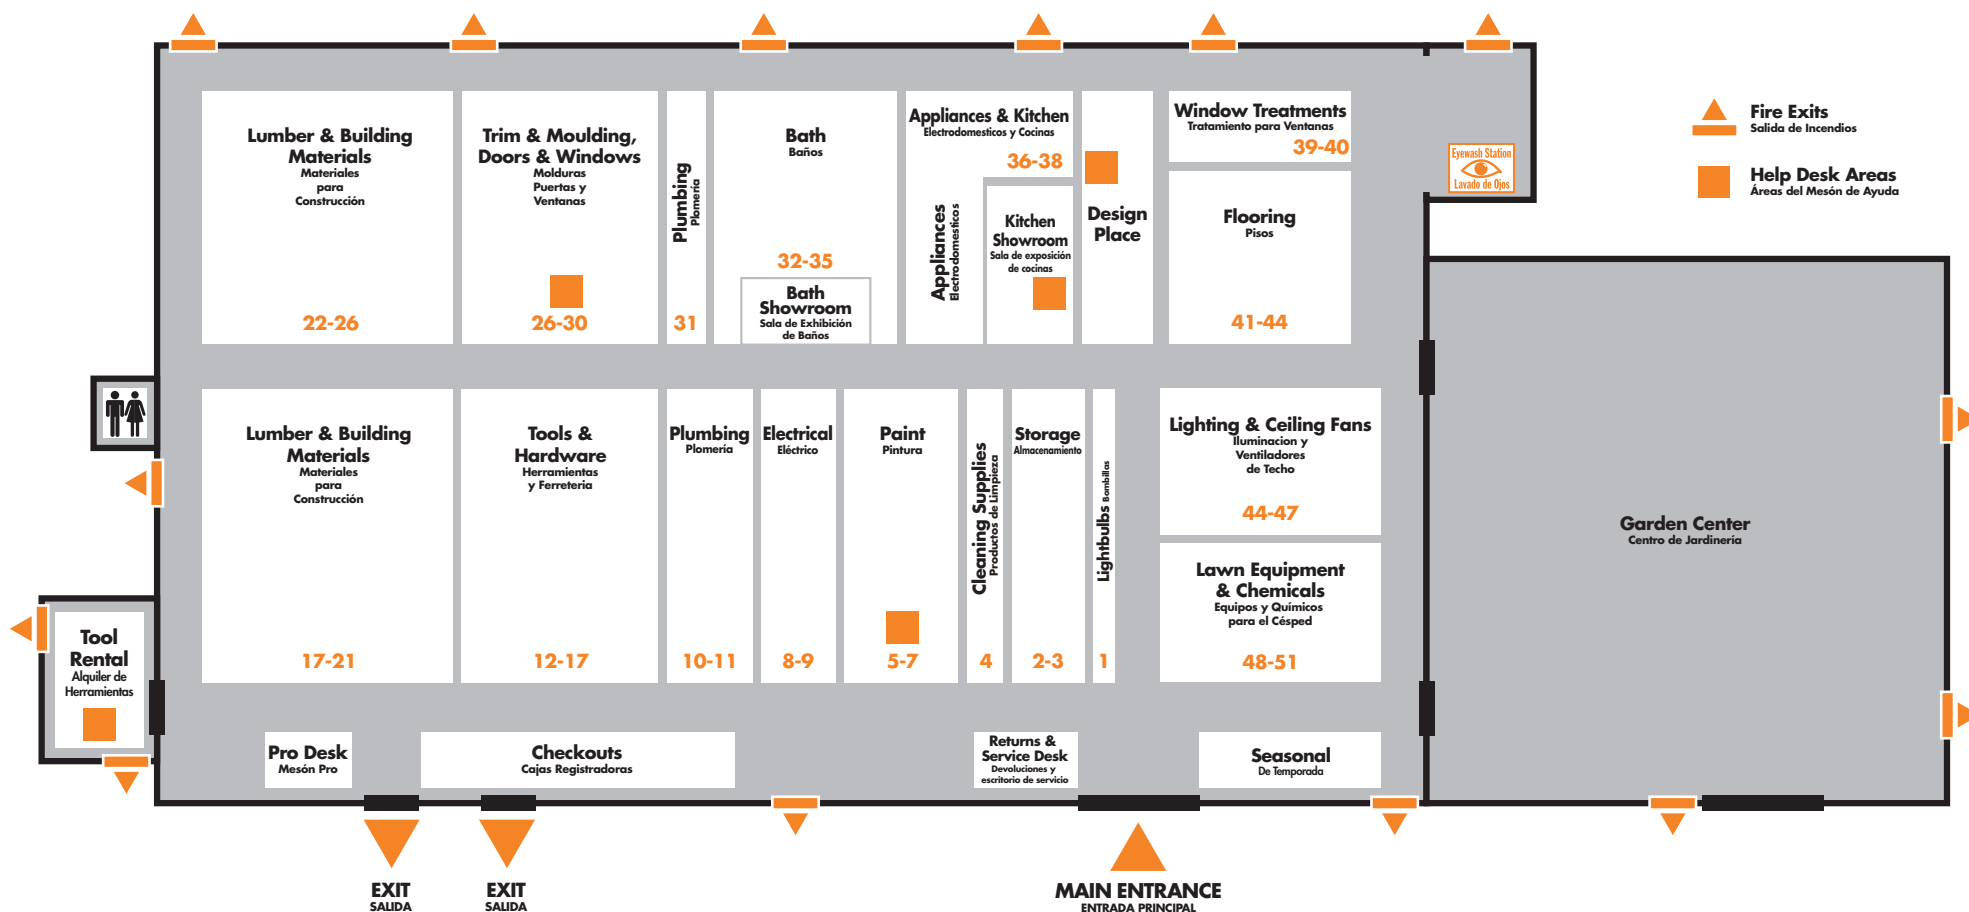 Lumber & Building
Materials
Materiales
para
Construcción
22-26
Trim & Moulding,
Doors & Windows
Molduras
Puertas y
Ventanas
26-30
Plumbing
Plomería
31
Bath
Baños
32-35
Bath
Showroom
Sala de Exhibición
de Baños
Appliances & Kitchen
Electrodomesticos y Cocinas
36-38
Appliances
Electrodomesticos
Kitchen
Showroom
Sala de exposición
de cocinas
Design
Place
Window Treatments
Tratamiento para Ventanas
39-40
Flooring
Pisos
41-44
Eyewash Station
Lavado de Ojos
Fire Exits
Salida de Incendios
Help Desk Areas
Áreas del Mesón de Ayuda
Lumber & Building
Materials
Materiales
para
Construcción
17-21
Tools &
Hardware
Herramientas
y Ferreteria
12-17
Plumbing
Plomería
10-11
Electrical
Eléctrico
8-9
Paint
Pintura
5-7
Cleaning Supplies
Productos de Limpieza
4
Storage
Almacenamiento
2-3
Lightbulbs Bombillas
1
Lighting & Ceiling Fans
Iluminacion y
Ventiladores
de Techo
44-47
Lawn Equipment
& Chemicals
Equipos y Químicos
para el Césped
48-51
Garden Center
Centro de Jardinería
Tool
Rental
Alquiler de
Herramientas
Pro Desk
Mesón Pro
Checkouts
Cajas Registradoras
Returns &
Service Desk
Devoluciones y
escritorio de servicio
Seasonal
De Temporada
EXIT
SALIDA
EXIT
SALIDA
MAIN ENTRANCE
ENTRADA PRINCIPAL